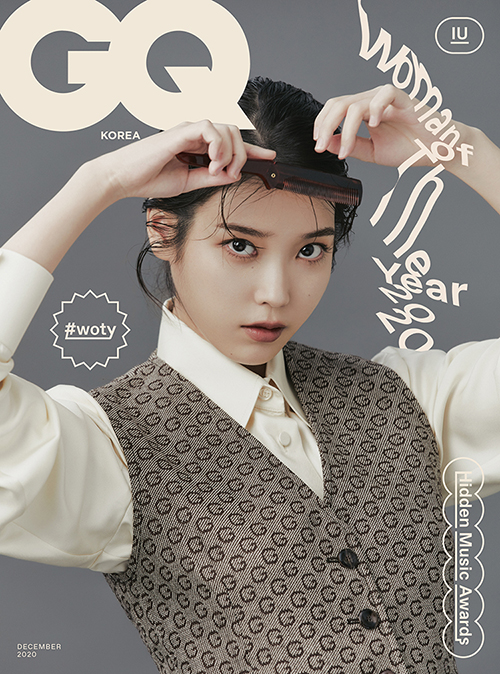 GQ
KOREA
IU
Woman of The Year 2020
#woty
Hidden Music Awards
DECEMBER
2020